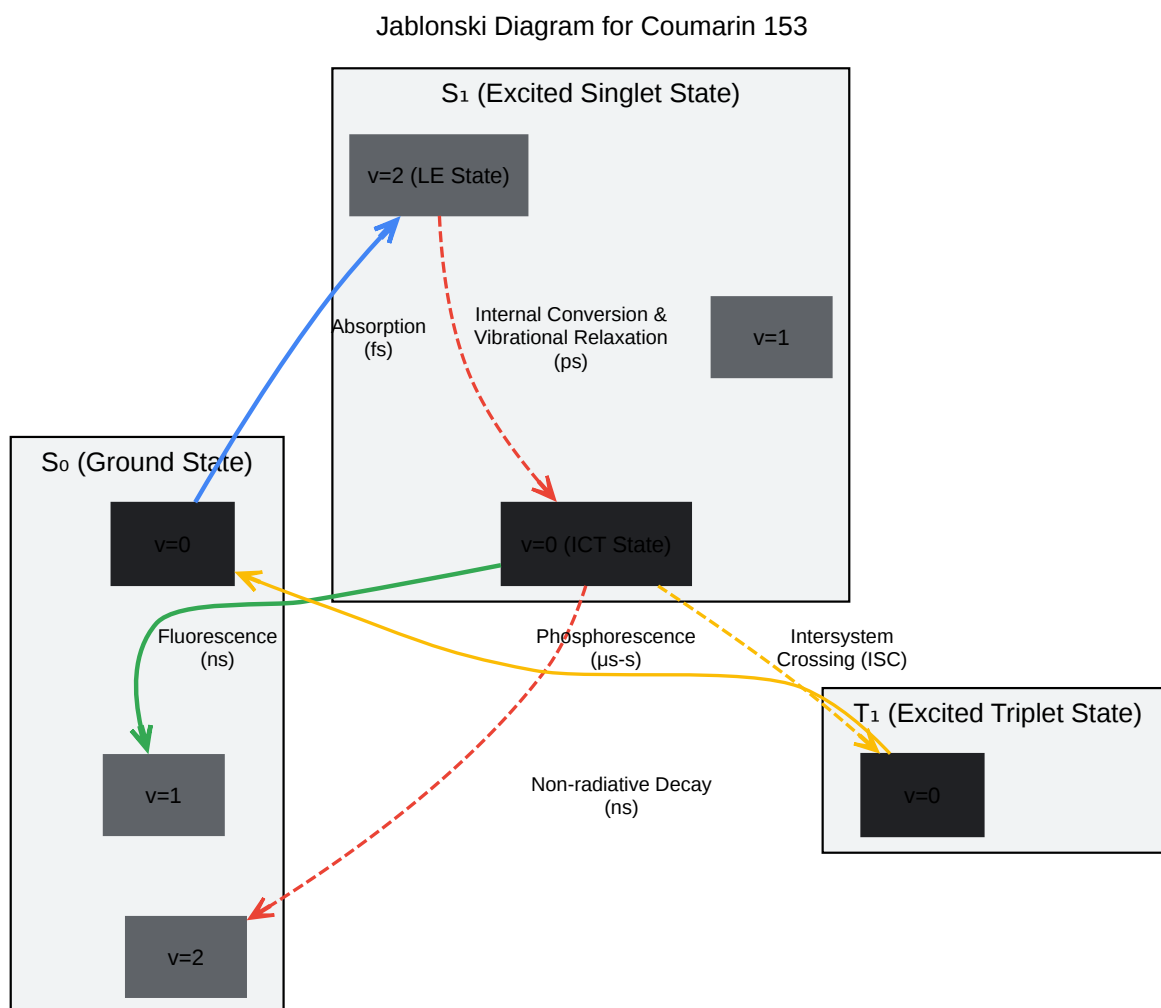 Jablonski Diagram for Coumarin 153
S₁ (Excited Singlet State)
v=2 (LE State)
Absorption
(fs)
Internal Conversion &
Vibrational Relaxation
(ps)
v=1
S₀ (Ground State)
v=0
v=0 (ICT State)
Fluorescence
(ns)
Phosphorescence
(μs-s)
Intersystem
Crossing (ISC)
T₁ (Excited Triplet State)
v=1
Non-radiative Decay
(ns)
v=0
v=2